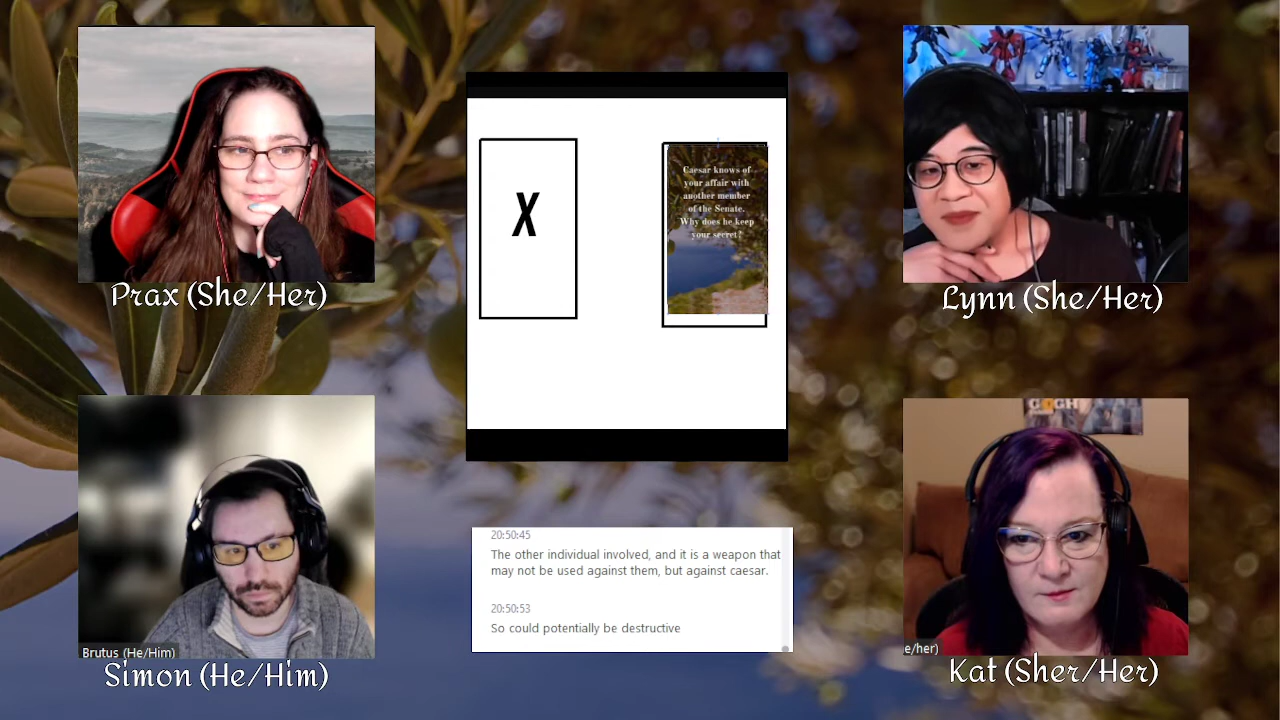 GOGH
X
Caesar knows of
your affair with
another member
of the Senate.
Why does he keep
your secret?
Prax (She/Her)
Lynn (She/Her)
20:50:45
The other individual involved, and it is a weapon that
may not be used against them, but against caesar.
20:50:53
So could potentially be destructive
Brutus (He/Him)
e/her)
Simon (He/Him)
Kat (Sher/Her)